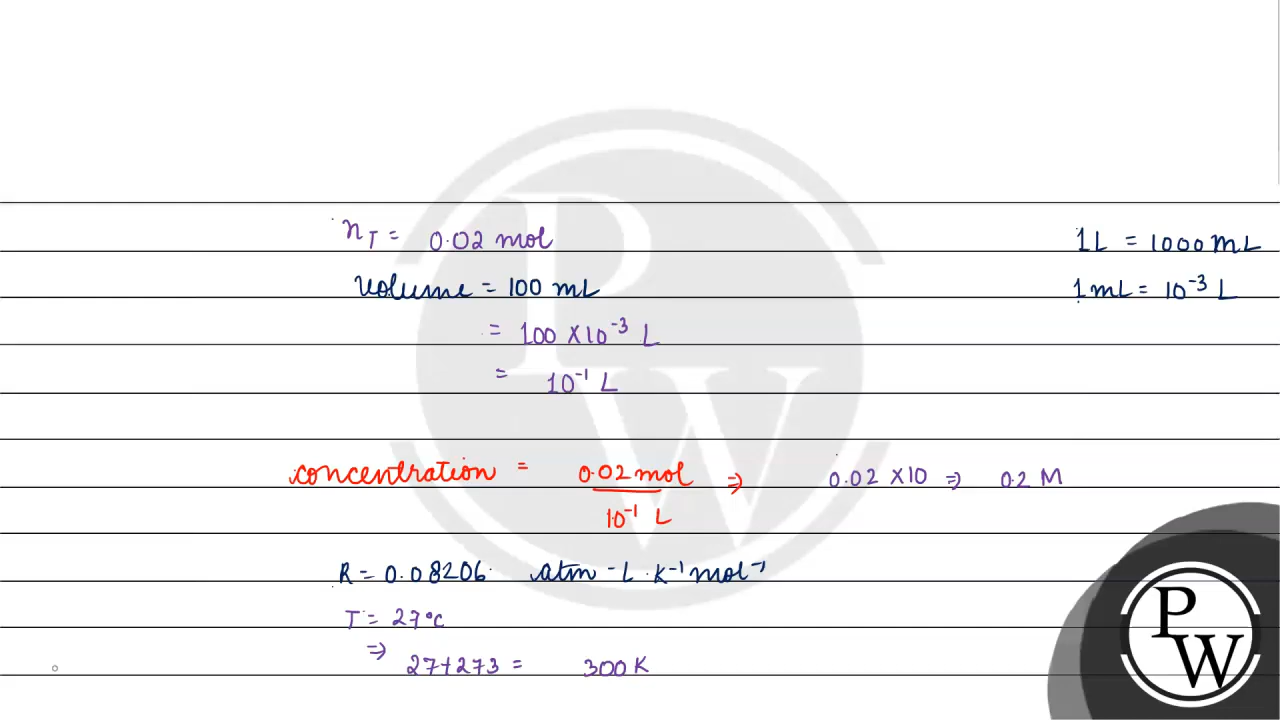 n_T = 0.02 mol
1L = 1000 mL
volume = 100 mL
1 mL = 10⁻³ L
= 100 × 10⁻³ L
= 10⁻¹ L
concentration = 0.02 mol / 10⁻¹ L ⇒ 0.02 × 10 ⇒ 0.2 M
R = 0.08206 atm - L . K⁻¹ mol⁻¹
T = 27°C
⇒ 27 + 273 = 300 K
PW
PW